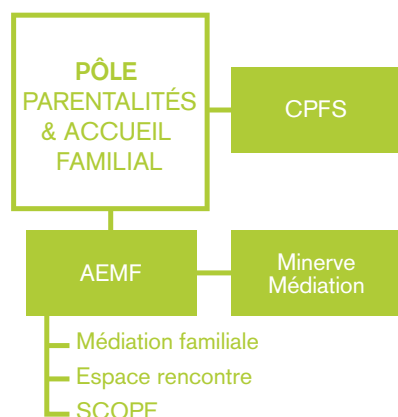 PÔLE
PARENTALITÉS
& ACCUEIL
FAMILIAL
CPFS
AEMF
Minerve
Médiation
Médiation familiale
Espace rencontre
SCOPE